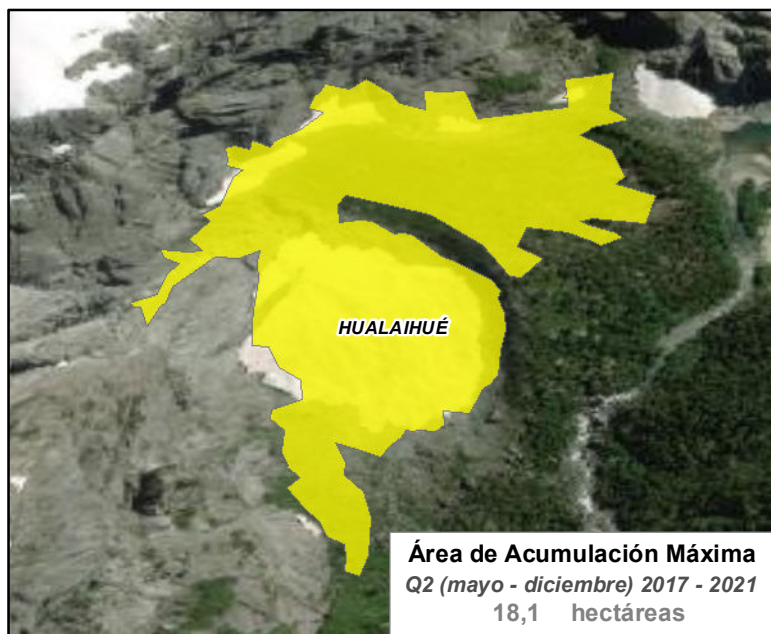 HUALAIHUÉ
Área de Acumulación Máxima
Q2 (mayo - diciembre) 2017 - 2021
18,1 hectáreas